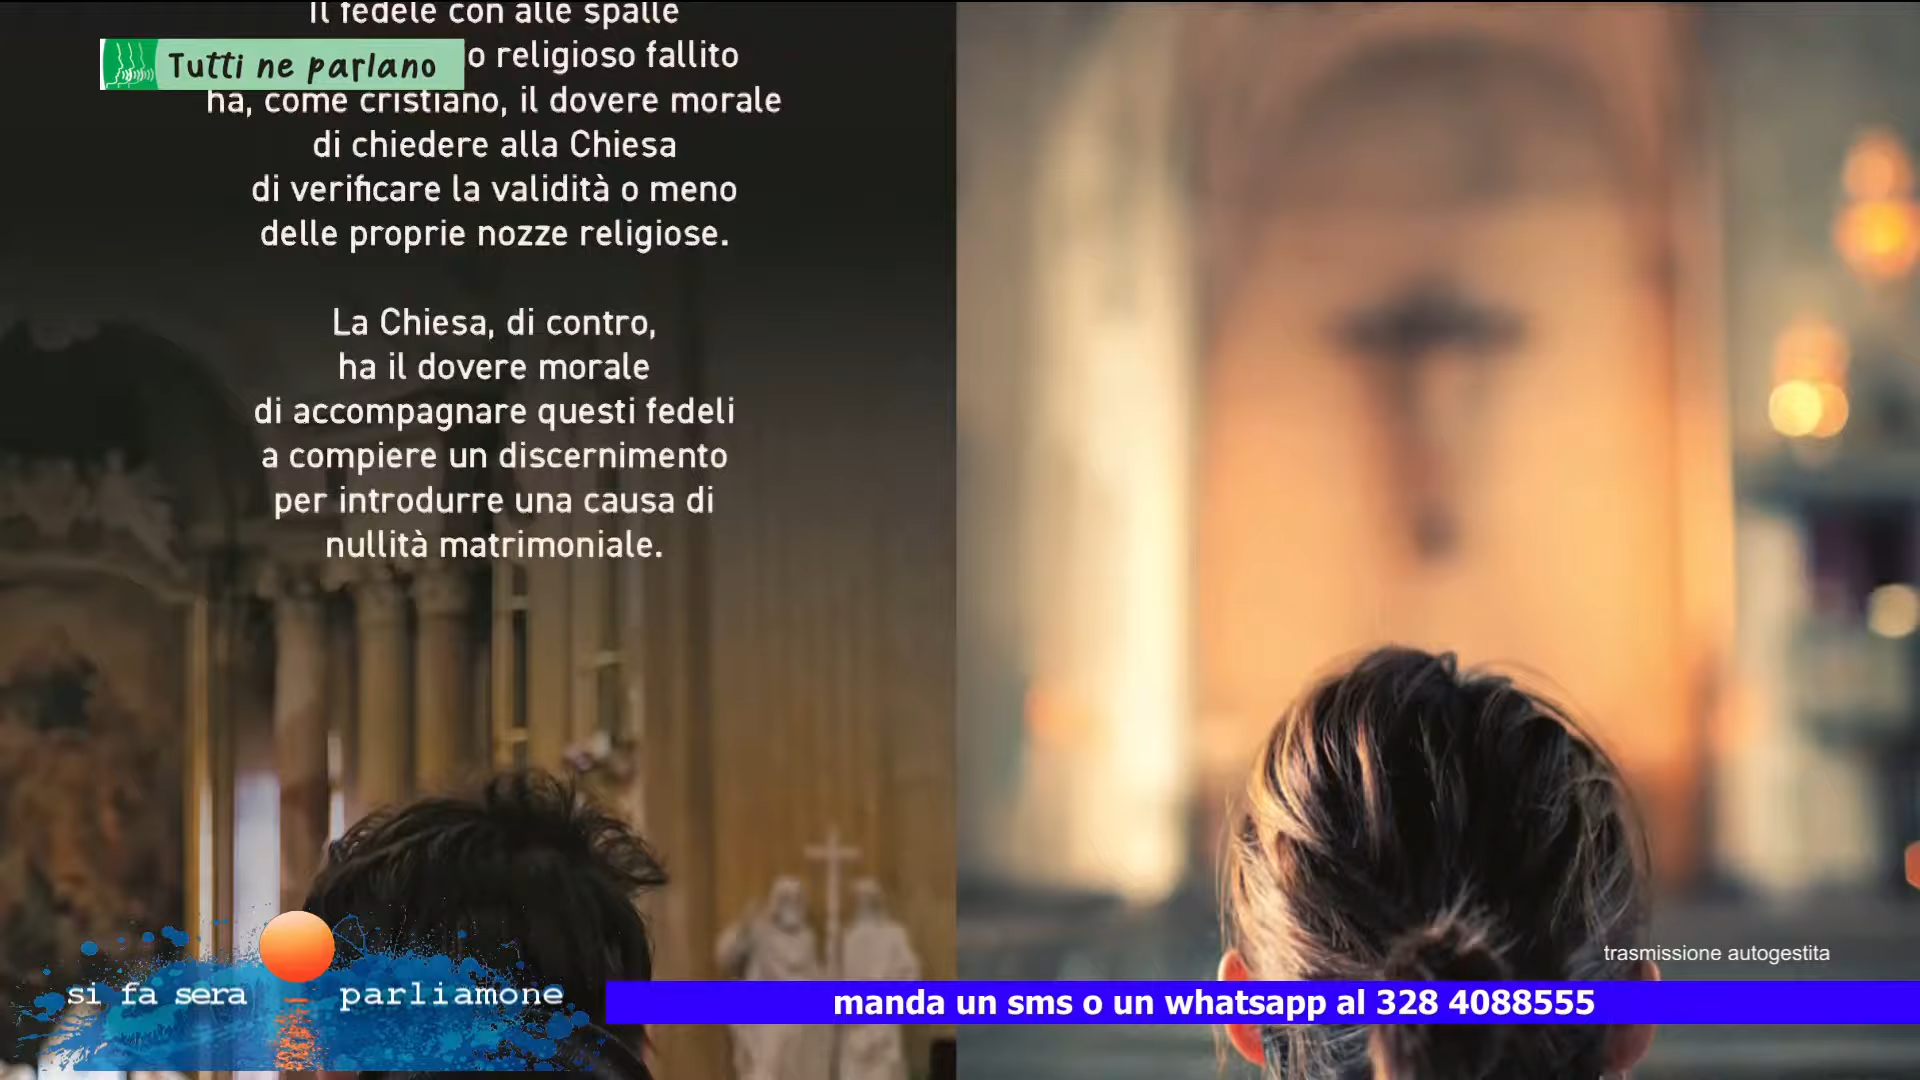 Il fedele con alle spalle
Tutti ne parlano
o religioso fallito
ha, come cristiano, il dovere morale
di chiedere alla Chiesa
di verificare la validità o meno
delle proprie nozze religiose.
La Chiesa, di contro,
ha il dovere morale
di accompagnare questi fedeli
a compiere un discernimento
per introdurre una causa di
nullità matrimoniale.
trasmissione autogestita
si fa sera parliamone
manda un sms o un whatsapp al 328 4088555